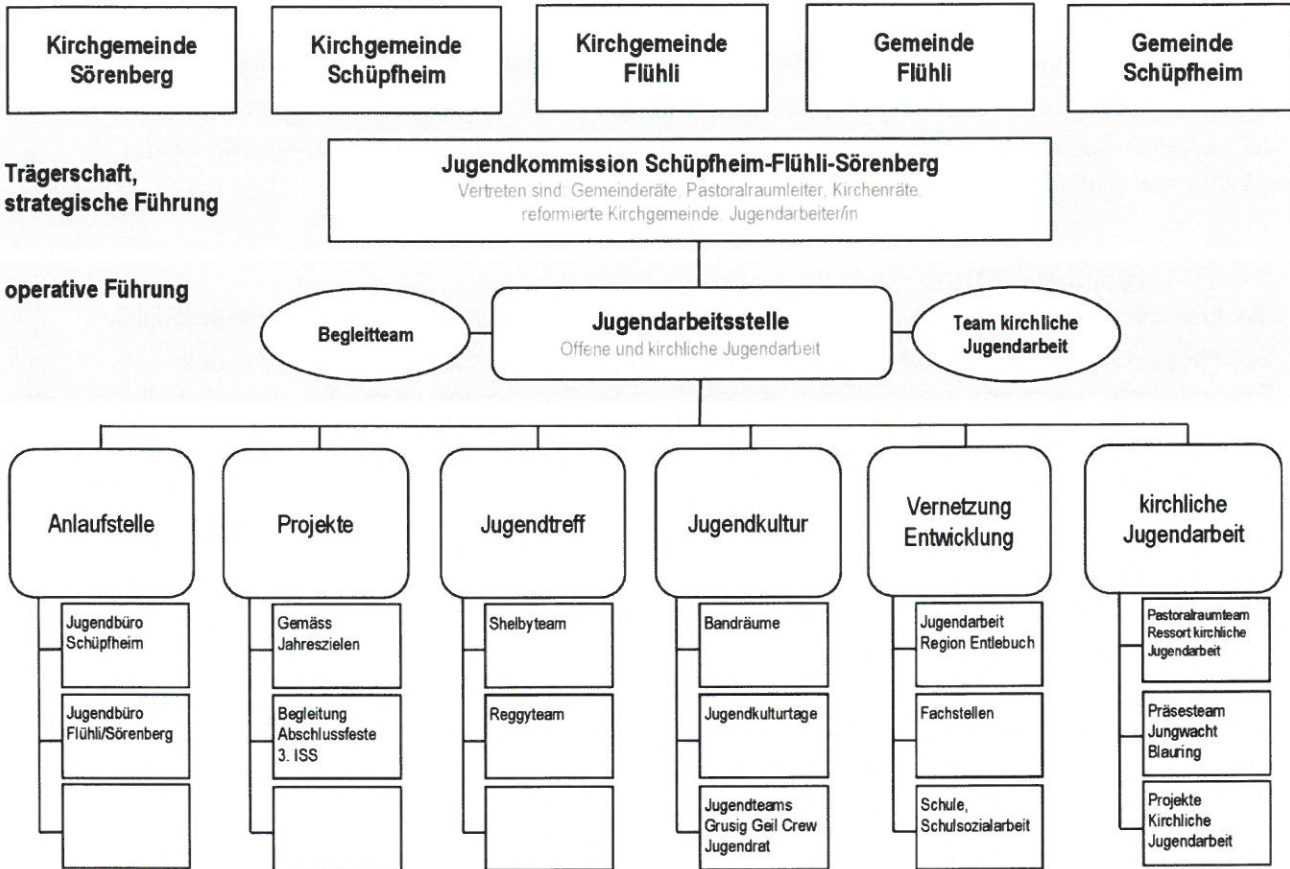 Kirchgemeinde
Sörenberg
Kirchgemeinde
Schüpfheim
Kirchgemeinde
Flühli
Gemeinde
Flühli
Gemeinde
Schüpfheim
Trägerschaft,
strategische Führung
Jugendkommission Schüpfheim-Flühli-Sörenberg
Vertreten sind: Gemeinderäte, Pastoralraumleiter, Kirchenräte,
reformierte Kirchgemeinde, Jugendarbeiter/in
operative Führung
Begleitteam
Jugendarbeitsstelle
Offene und kirchliche Jugendarbeit
Team kirchliche
Jugendarbeit
Anlaufstelle
Jugendbüro
Schüpfheim
Jugendbüro
Flühli/Sörenberg
Projekte
Gemäss
Jahreszielen
Begleitung
Abschlussfeste
3. ISS
Jugendtreff
Shelbyteam
Reggyteam
Jugendkultur
Bandräume
Jugendkulturtage
Jugendteams
Grusig Geil Crew
Jugendrat
Vernetzung
Entwicklung
Jugendarbeit
Region Entlebuch
Fachstellen
Schule,
Schulsozialarbeit
kirchliche
Jugendarbeit
Pastoralraumteam
Ressort kirchliche
Jugendarbeit
Präsesteam
Jungwacht
Blauring
Projekte
Kirchliche
Jugendarbeit